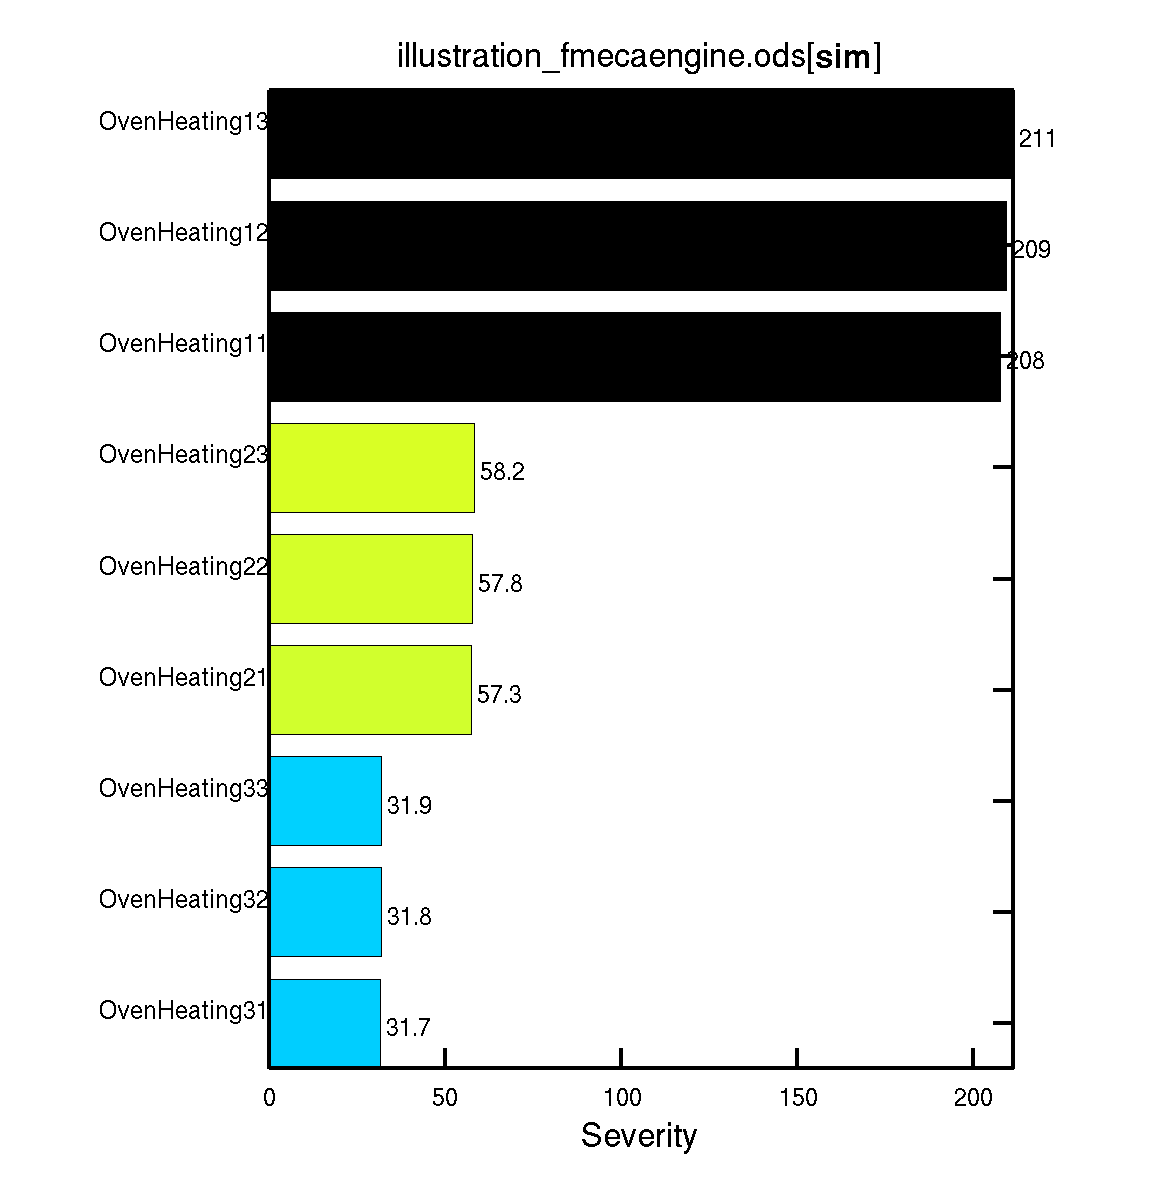 illustration_fmecaengine.ods[sim]
OvenHeating13 211
OvenHeating12 209
OvenHeating11 208
OvenHeating23 58.2
OvenHeating22 57.8
OvenHeating21 57.3
OvenHeating33 31.9
OvenHeating32 31.8
OvenHeating31 31.7
0 50 100 150 200
Severity